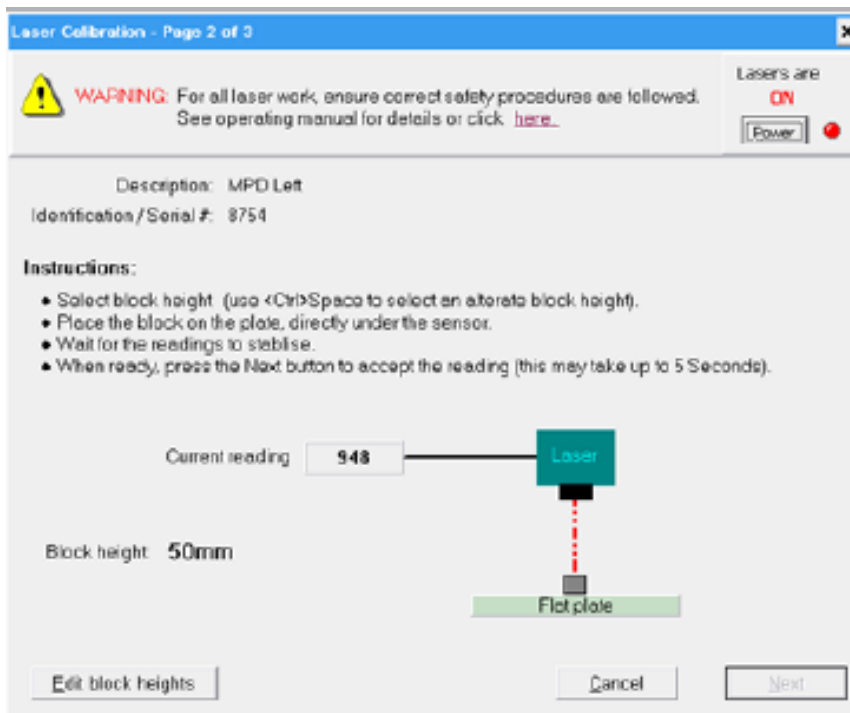 Laser Calibration - Page 2 of 3
WARNING: For all laser work, ensure correct safety procedures are followed.
See operating manual for details or click here.
Lasers are
ON
Power
Description: MPD Left
Identification/Serial #: 8754
Instructions:
• Select block height (use <Ctrl>Space to select an alterate block height).
• Place the block on the plate, directly under the sensor.
• Wait for the readings to stablise.
• When ready, press the Next button to accept the reading (this may take up to 5 Seconds).
Current reading 948
Laser
Block height 50mm
Flat plate
Edit block heights
Cancel
Next